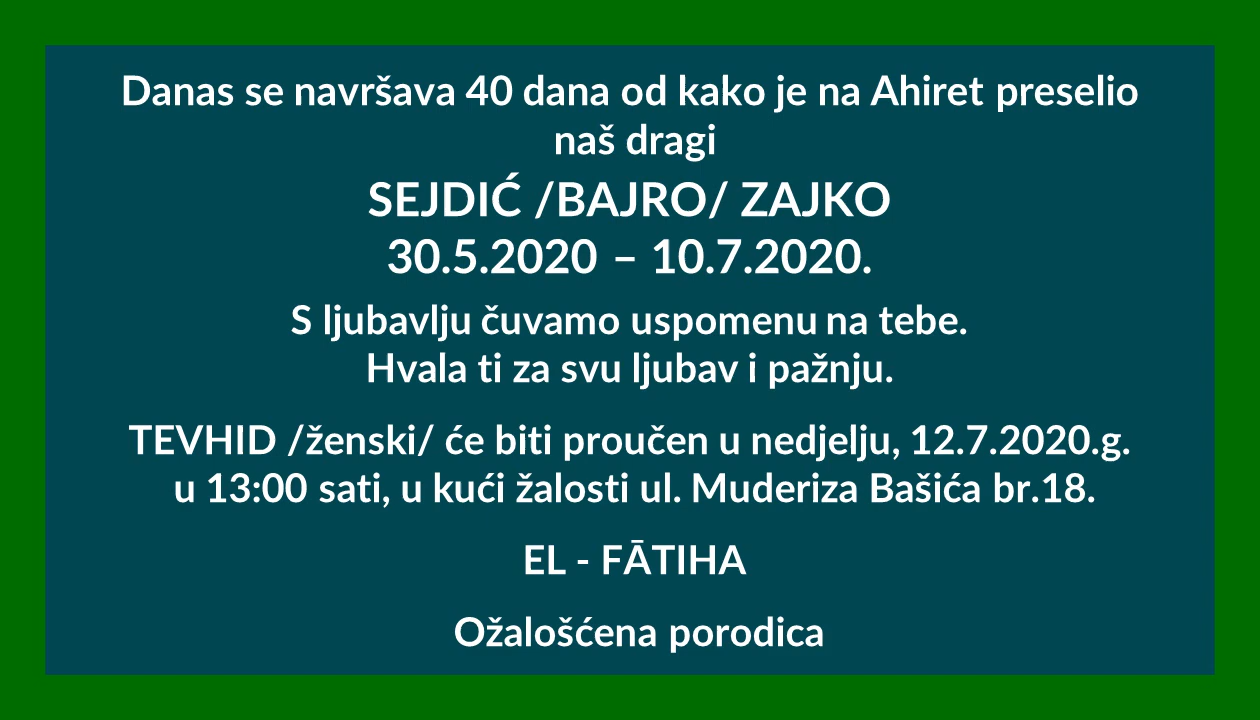 Danas se navršava 40 dana od kako je na Ahiret preselio
naš dragi
SEJDIĆ /BAJRO/ ZAJKO
30.5.2020 – 10.7.2020.
S ljubavlju čuvamo uspomenu na tebe.
Hvala ti za svu ljubav i pažnju.
TEVHID /ženski/ će biti proučen u nedjelju, 12.7.2020.g.
u 13:00 sati, u kući žalosti ul. Muderiza Bašića br.18.
EL - FĀTIHA
Ožalošćena porodica